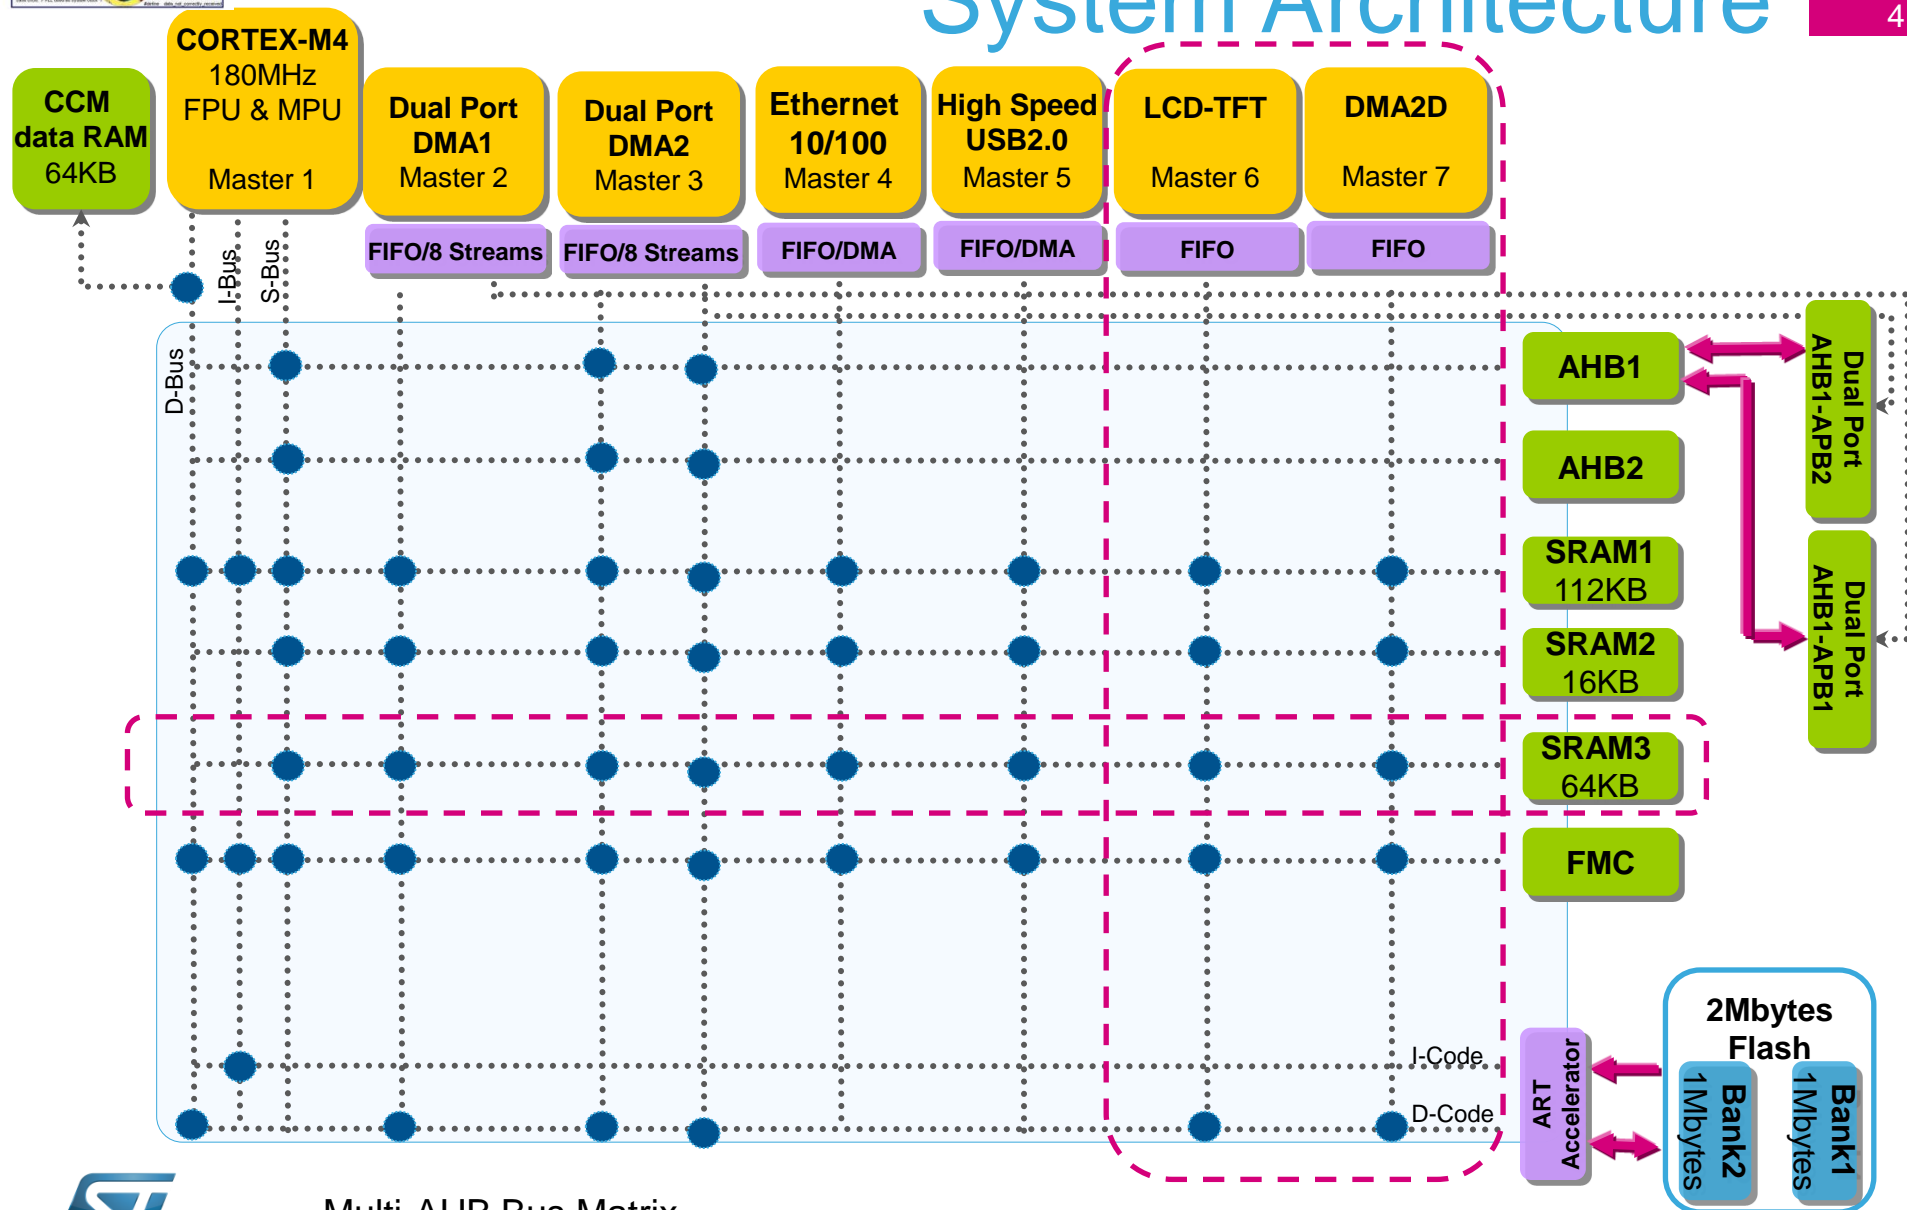 System Architecture
4
CORTEX-M4
180MHz
FPU & MPU
Master 1
CCM
data RAM
64KB
Dual Port
DMA1
Master 2
Dual Port
DMA2
Master 3
Ethernet
10/100
Master 4
High Speed
USB2.0
Master 5
LCD-TFT
Master 6
DMA2D
Master 7
FIFO/8 Streams
FIFO/8 Streams
FIFO/DMA
FIFO/DMA
FIFO
FIFO
I-Bus
S-Bus
D-Bus
AHB1
Dual Port
AHB1-APB2
AHB2
SRAM1
112KB
SRAM2
16KB
Dual Port
AHB1-APB1
SRAM3
64KB
FMC
I-Code
D-Code
ART
Accelerator
2Mbytes
Flash
Bank2
1Mbytes
Bank1
1Mbytes
Multi-AHB Bus Matrix